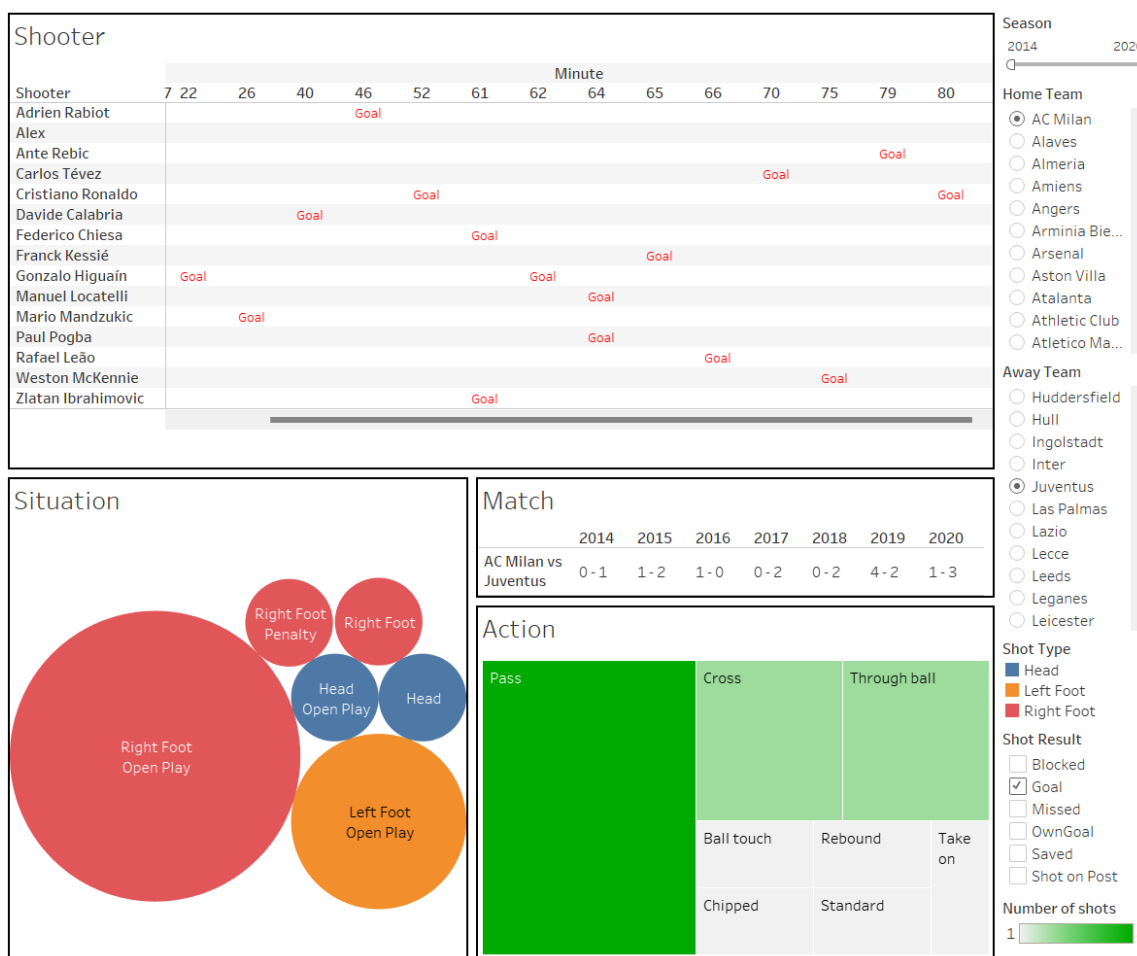 Shooter
Minute
Shooter 7 22 26 40 46 52 61 62 64 65 66 70 75 79 80
Adrien Rabiot Goal
Alex
Ante Rebic Goal
Carlos Tévez Goal
Cristiano Ronaldo Goal Goal
Davide Calabria Goal
Federico Chiesa Goal
Franck Kessié Goal
Gonzalo Higuaín Goal Goal
Manuel Locatelli Goal
Mario Mandzukic Goal
Paul Pogba Goal
Rafael Leão Goal
Weston McKennie Goal
Zlatan Ibrahimovic Goal
Situation
Right Foot
Penalty
Right Foot
Head
Open Play
Head
Right Foot
Open Play
Left Foot
Open Play
Match
2014 2015 2016 2017 2018 2019 2020
AC Milan vs
Juventus
0 - 1 1 - 2 1 - 0 0 - 2 0 - 2 4 - 2 1 - 3
Action
Pass
Cross
Through ball
Ball touch
Rebound
Take
on
Chipped
Standard
Season
2014 2020
Home Team
AC Milan
Alaves
Almeria
Amiens
Angers
Arminia Bie...
Arsenal
Aston Villa
Atalanta
Athletic Club
Atletico Ma...
Away Team
Huddersfield
Hull
Ingolstadt
Inter
Juventus
Las Palmas
Lazio
Lecce
Leeds
Leganes
Leicester
Shot Type
Head
Left Foot
Right Foot
Shot Result
Blocked
Goal
Missed
OwnGoal
Saved
Shot on Post
Number of shots
1